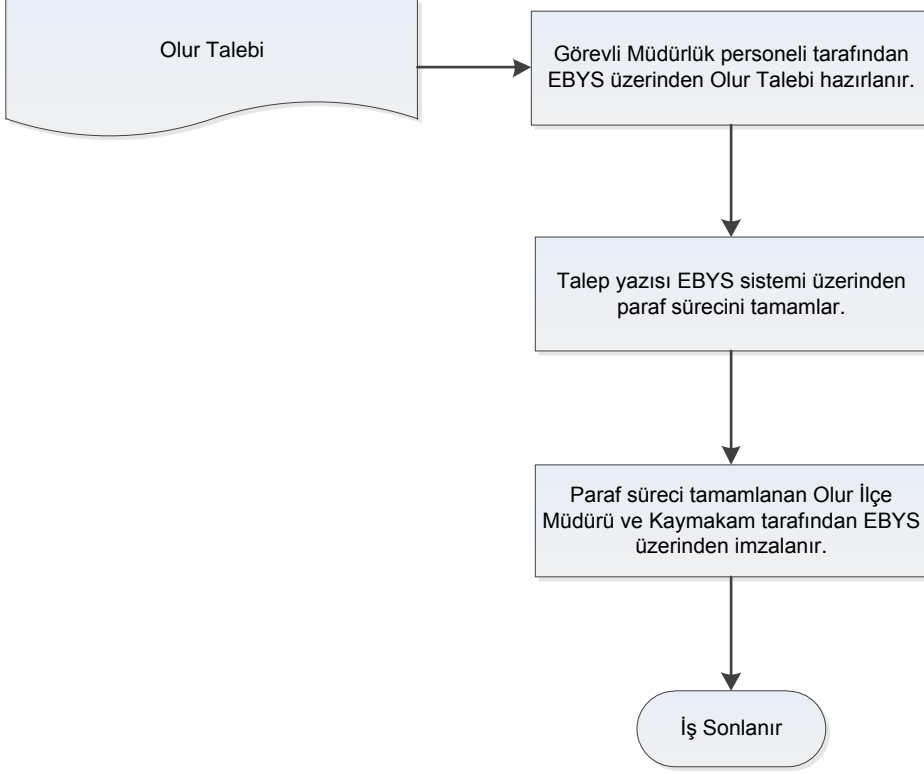 Olur Talebi
Görevli Müdürlük personeli tarafından
EBYS üzerinden Olur Talebi hazırlanır.
Talep yazısı EBYS sistemi üzerinden
paraf sürecini tamamlar.
Paraf süreci tamamlanan Olur İlçe
Müdürü ve Kaymakam tarafından EBYS
üzerinden imzalanır.
İş Sonlanır